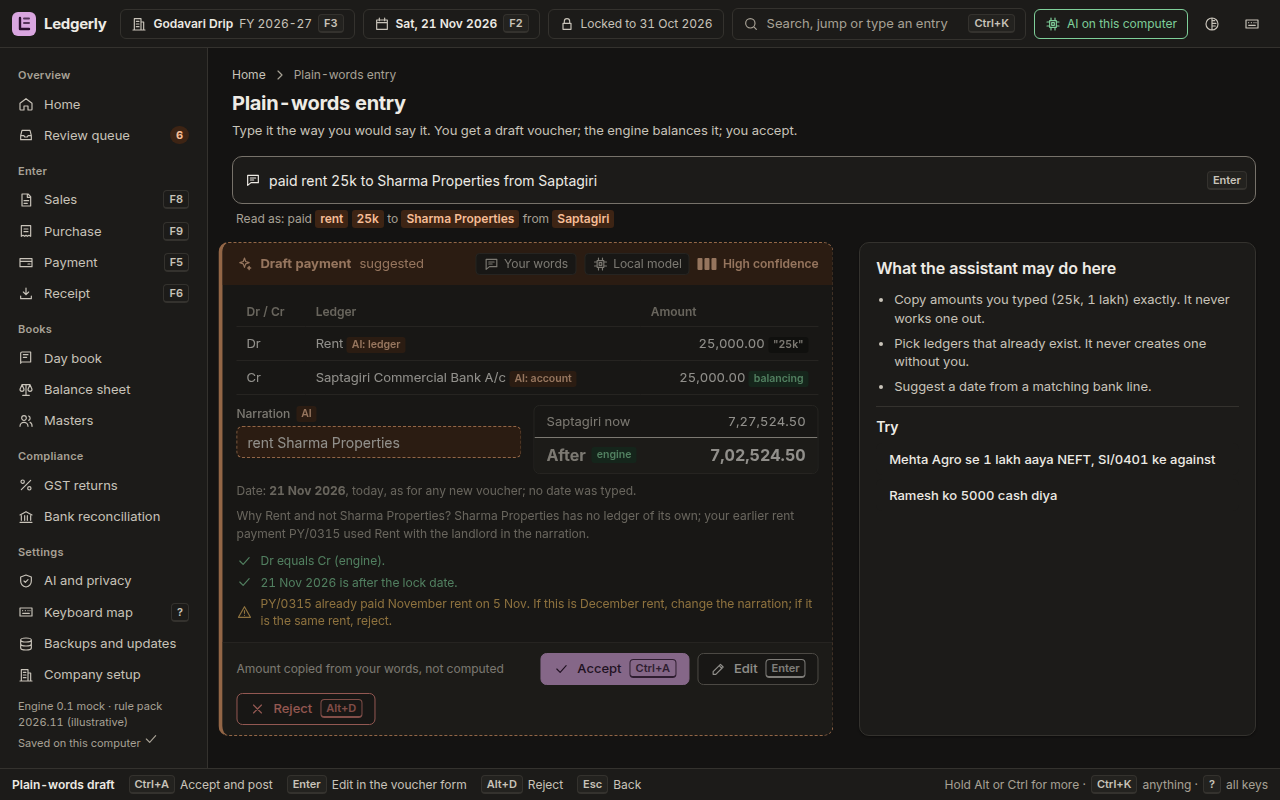 Ledgerly
Godavari Drip FY 2026-27 F3
Sat, 21 Nov 2026 F2
Locked to 31 Oct 2026
Search, jump or type an entry Ctrl+K
AI on this computer
Overview
Home
Review queue 6
Enter
Sales F8
Purchase F9
Payment F5
Receipt F6
Books
Day book
Balance sheet
Masters
Compliance
GST returns
Bank reconciliation
Settings
AI and privacy
Keyboard map ?
Backups and updates
Company setup
Engine 0.1 mock · rule pack
2026.11 (illustrative)
Saved on this computer
Home > Plain-words entry
Plain-words entry
Type it the way you would say it. You get a draft voucher; the engine balances it; you accept.
paid rent 25k to Sharma Properties from Saptagiri Enter
Read as: paid rent 25k to Sharma Properties from Saptagiri
Draft payment suggested Your words Local model High confidence
Dr / Cr Ledger Amount
Dr Rent AI: ledger 25,000.00 "25k"
Cr Saptagiri Commercial Bank A/c AI: account 25,000.00 balancing
Narration AI
rent Sharma Properties
Saptagiri now 7,27,524.50
After engine 7,02,524.50
Date: 21 Nov 2026, today, as for any new voucher; no date was typed.
Why Rent and not Sharma Properties? Sharma Properties has no ledger of its own; your earlier rent
payment PY/0315 used Rent with the landlord in the narration.
Dr equals Cr (engine).
21 Nov 2026 is after the lock date.
PY/0315 already paid November rent on 5 Nov. If this is December rent, change the narration; if it
is the same rent, reject.
Amount copied from your words, not computed
Accept Ctrl+A
Edit Enter
Reject Alt+D
What the assistant may do here
• Copy amounts you typed (25k, 1 lakh) exactly. It never
works one out.
• Pick ledgers that already exist. It never creates one
without you.
• Suggest a date from a matching bank line.
Try
Mehta Agro se 1 lakh aaya NEFT, SI/0401 ke against
Ramesh ko 5000 cash diya
Plain-words draft Ctrl+A Accept and post Enter Edit in the voucher form Alt+D Reject Esc Back
Hold Alt or Ctrl for more · Ctrl+K anything · ? all keys